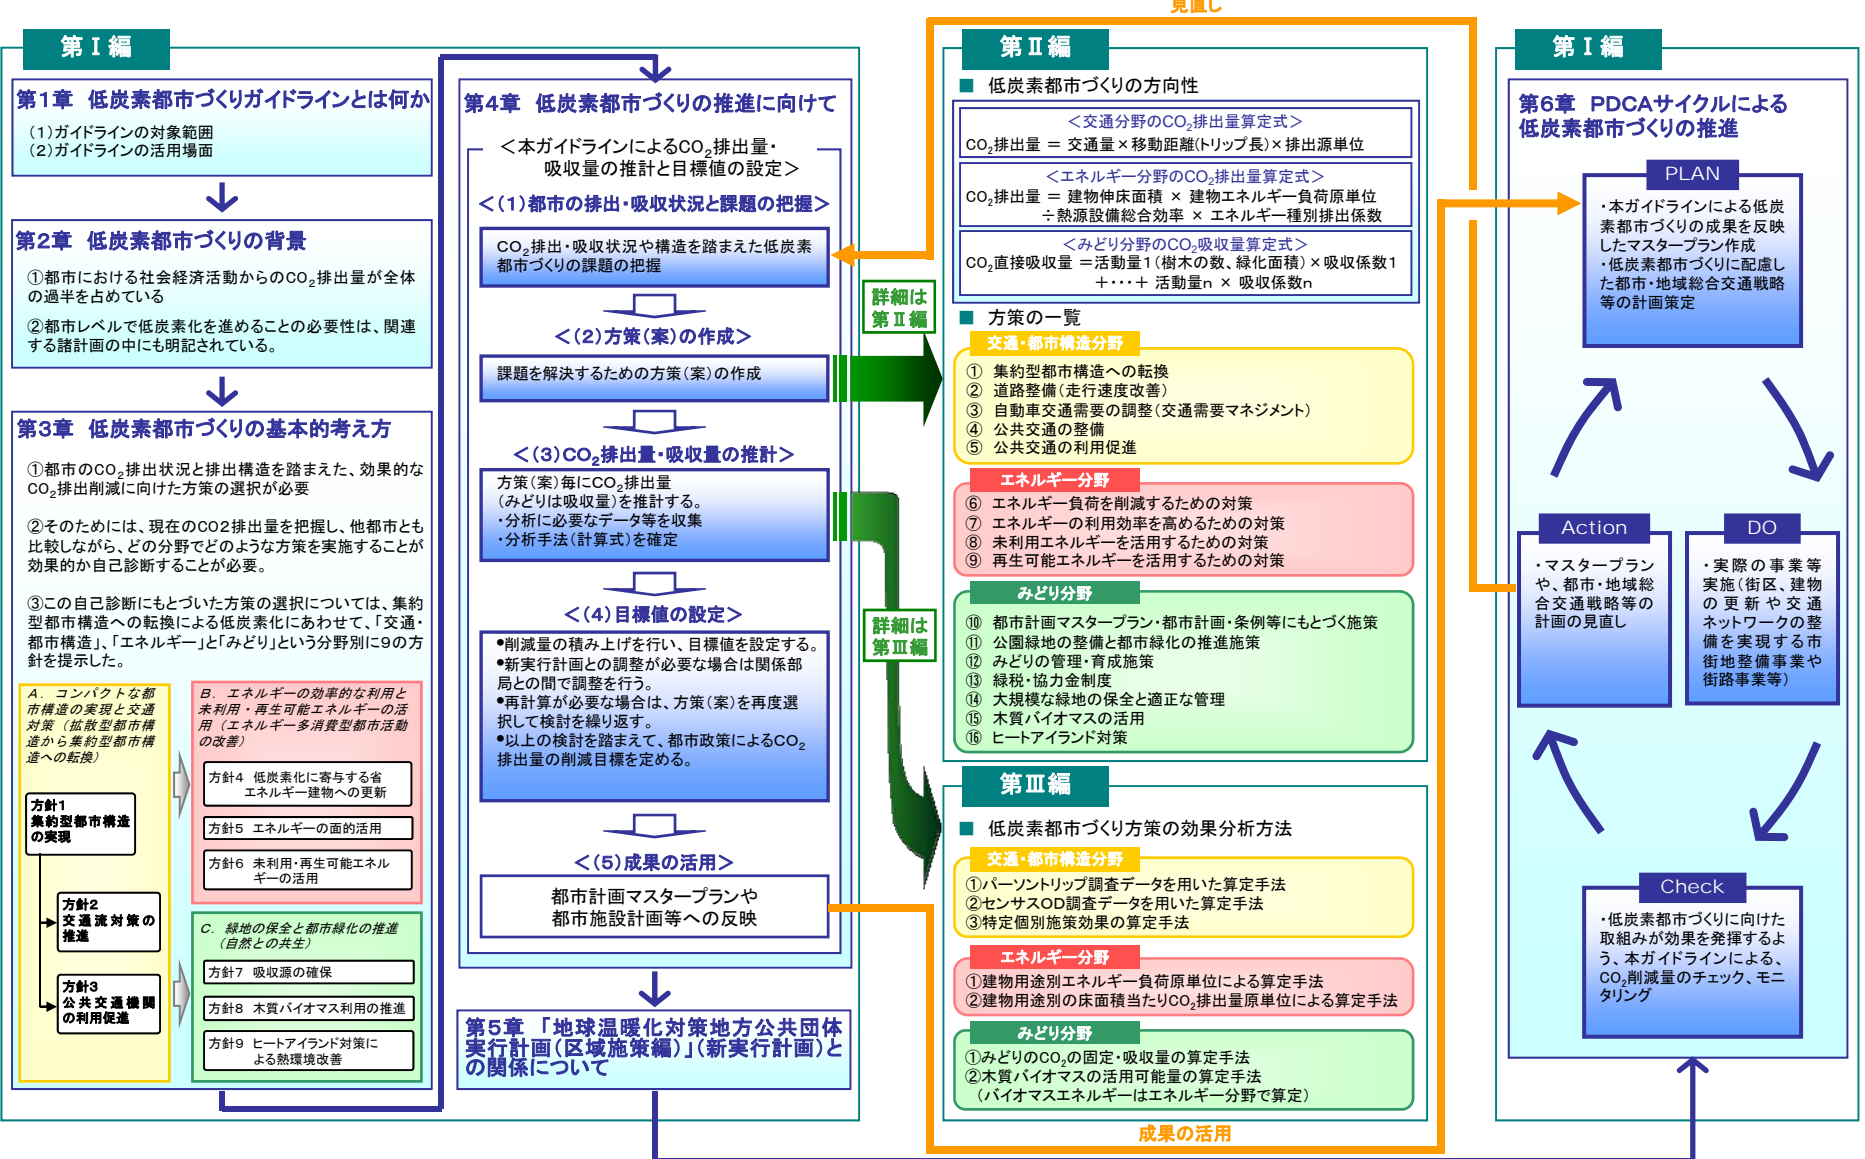 見直し
第Ⅰ編
第1章 低炭素都市づくりガイドラインとは何か
(1)ガイドラインの対象範囲
(2)ガイドラインの活用場面
第2章 低炭素都市づくりの背景
①都市における社会経済活動からのCO2排出量が全体
の過半を占めている
②都市レベルで低炭素化を進めることの必要性は、関連
する諸計画の中にも明記されている。
第3章 低炭素都市づくりの基本的考え方
①都市のCO2排出状況と排出構造を踏まえた、効果的な
CO2排出削減に向けた方策の選択が必要
②そのためには、現在のCO2排出量を把握し、他都市とも
比較しながら、どの分野でどのような方策を実施することが
効果的か自己診断することが必要。
③この自己診断にもとづいた方策の選択については、集約
型都市構造への転換による低炭素化にあわせて、「交通・
都市構造」、「エネルギー」と「みどり」という分野別に9の方
針を提示した。
A. コンパクトな都
市構造の実現と交通
対策(拡散型都市構
造から集約型都市構
造への転換)
方針1
集約型都市構造
の実現
方針2
交通流対策の
推進
方針3
公共交通機関
の利用促進
B. エネルギーの効率的な利用と
未利用・再生可能エネルギーの活
用(エネルギー多消費型都市活動
の改善)
方針4 低炭素化に寄与する省
エネルギー建物への更新
方針5 エネルギーの面的活用
方針6 未利用・再生可能エネル
ギーの活用
C. 緑地の保全と都市緑化の推進
(自然との共生)
方針7 吸収源の確保
方針8 木質バイオマス利用の推進
方針9 ヒートアイランド対策に
よる熱環境改善
第4章 低炭素都市づくりの推進に向けて
<本ガイドラインによるCO2排出量・
吸収量の推計と目標値の設定>
<(1)都市の排出・吸収状況と課題の把握>
CO2排出・吸収状況や構造を踏まえた低炭素
都市づくりの課題の把握
<(2)方策(案)の作成>
課題を解決するための方策(案)の作成
<(3)CO2排出量・吸収量の推計>
方策(案)毎にCO2排出量
(みどりは吸収量)を推計する。
・分析に必要なデータ等を収集
・分析手法(計算式)を確定
<(4)目標値の設定>
●削減量の積み上げを行い、目標値を設定する。
●新実行計画との調整が必要な場合は関係部
局との間で調整を行う。
●再計算が必要な場合は、方策(案)を再度選
択して検討を繰り返す。
●以上の検討を踏まえて、都市政策によるCO2
排出量の削減目標を定める。
<(5)成果の活用>
都市計画マスタープランや
都市施設計画等への反映
第5章 「地球温暖化対策地方公共団体
実行計画(区域施策編)」(新実行計画)と
の関係について
詳細は
第Ⅱ編
詳細は
第Ⅲ編
第Ⅱ編
■ 低炭素都市づくりの方向性
<交通分野のCO2排出量算定式>
CO2排出量 = 交通量×移動距離(トリップ長)×排出源単位
<エネルギー分野のCO2排出量算定式>
CO2排出量 = 建物伸床面積 × 建物エネルギー負荷原単位
÷熱源設備総合効率 × エネルギー種別排出係数
<みどり分野のCO2吸収量算定式>
CO2直接吸収量 =活動量1(樹木の数、緑化面積)×吸収係数1
+・・・+ 活動量n × 吸収係数n
■ 方策の一覧
交通・都市構造分野
① 集約型都市構造への転換
② 道路整備(走行速度改善)
③ 自動車交通需要の調整(交通需要マネジメント)
④ 公共交通の整備
⑤ 公共交通の利用促進
エネルギー分野
⑥ エネルギー負荷を削減するための対策
⑦ エネルギーの利用効率を高めるための対策
⑧ 未利用エネルギーを活用するための対策
⑨ 再生可能エネルギーを活用するための対策
みどり分野
⑩ 都市計画マスタープラン・都市計画・条例等にもとづく施策
⑪ 公園緑地の整備と都市緑化の推進施策
⑫ みどりの管理・育成施策
⑬ 緑税・協力金制度
⑭ 大規模な緑地の保全と適正な管理
⑮ 木質バイオマスの活用
⑯ ヒートアイランド対策
第Ⅲ編
■ 低炭素都市づくり方策の効果分析方法
交通・都市構造分野
①パーソントリップ調査データを用いた算定手法
②センサスOD調査データを用いた算定手法
③特定個別施策効果の算定手法
エネルギー分野
①建物用途別エネルギー負荷原単位による算定手法
②建物用途別の床面積当たりCO2排出量原単位による算定手法
みどり分野
①みどりのCO2の固定・吸収量の算定手法
②木質バイオマスの活用可能量の算定手法
(バイオマスエネルギーはエネルギー分野で算定)
成果の活用
第Ⅰ編
第6章 PDCAサイクルによる
低炭素都市づくりの推進
PLAN
・本ガイドラインによる低炭
素都市づくりの成果を反映
したマスタープラン作成
・低炭素都市づくりに配慮し
た都市・地域総合交通戦略
等の計画策定
Action
・マスタープラン
や、都市・地域総
合交通戦略等の
計画の見直し
DO
・実際の事業等
実施(街区、建物
の更新や交通
ネットワークの整
備を実現する市
街地整備事業や
街路事業等)
Check
・低炭素都市づくりに向けた
取組みが効果を発揮するよ
う、本ガイドラインによる、
CO2削減量のチェック、モニ
タリング